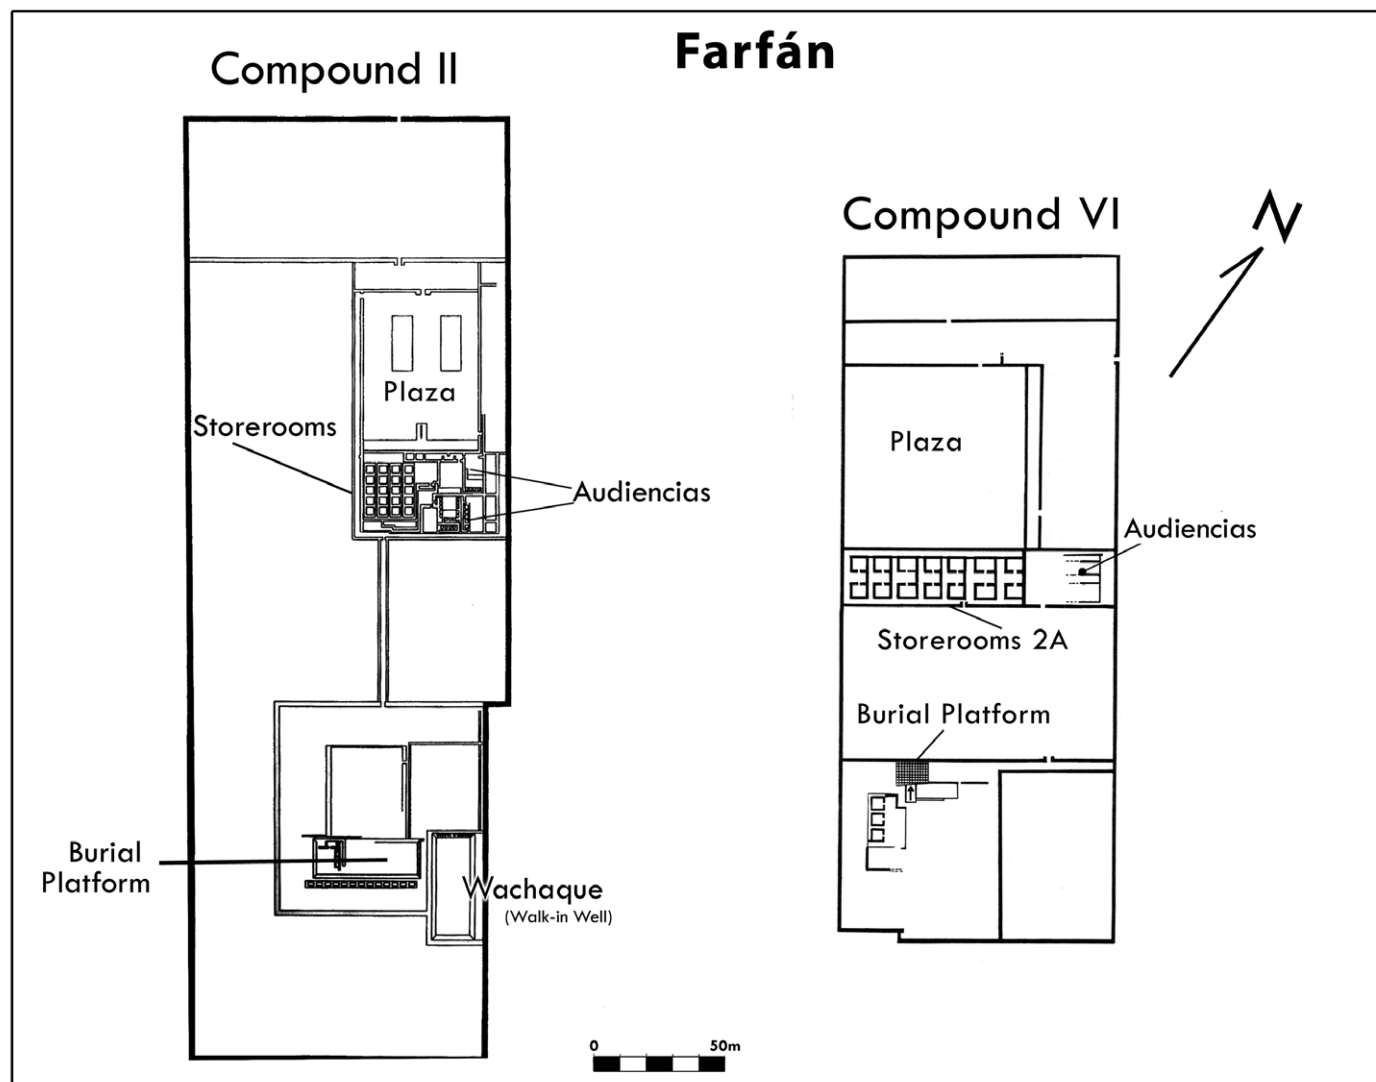 Farfán
Compound II
Plaza
Storerooms
Audiencias
Burial
Platform
Wachaque
(Walk-in Well)
Compound VI
N
Plaza
Audiencias
Storerooms 2A
Burial Platform
0 50m